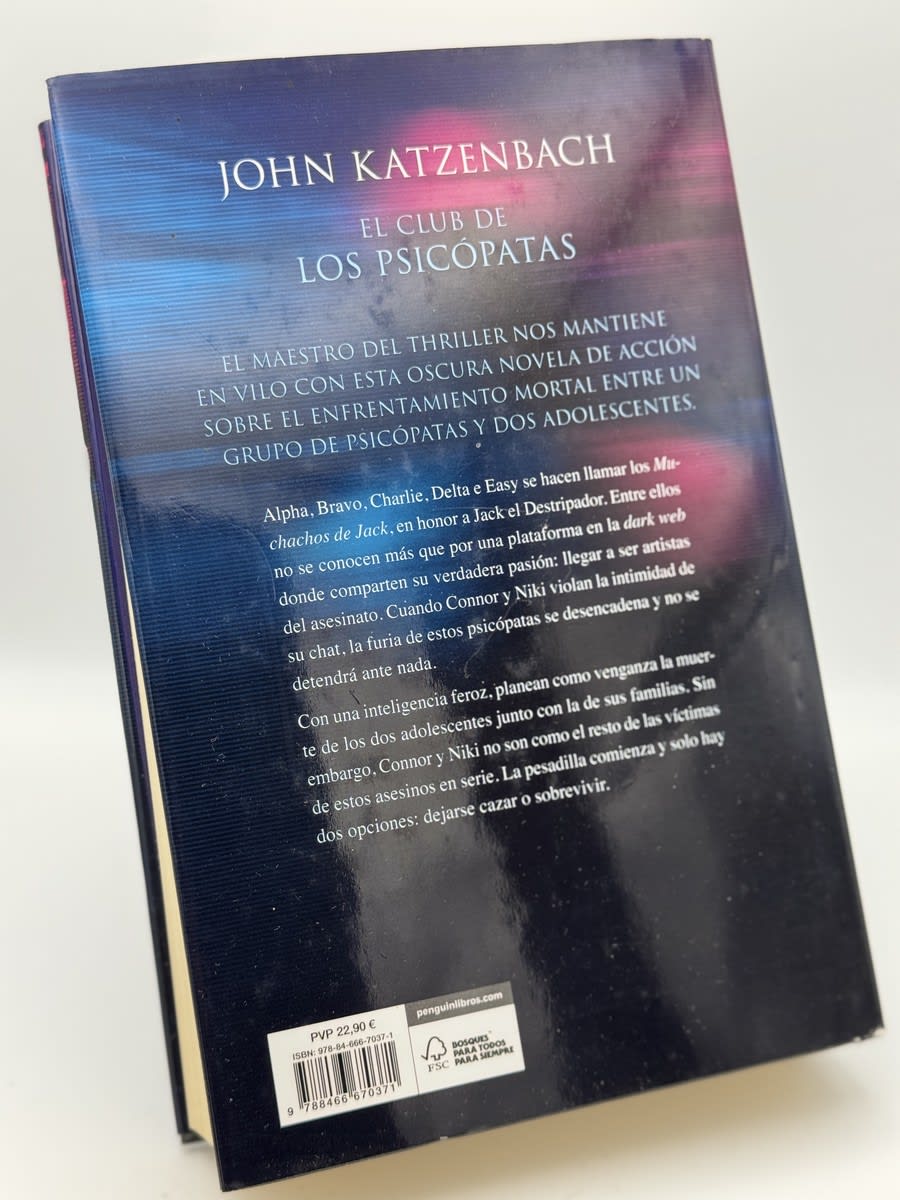 JOHN KATZENBACH
EL CLUB DE
LOS PSICÓPATAS
EL MAESTRO DEL THRILLER NOS MANTIENE
EN VILO CON ESTA OSCURA NOVELA DE ACCIÓN
SOBRE EL ENFRENTAMIENTO MORTAL ENTRE UN
GRUPO DE PSICÓPATAS Y DOS ADOLESCENTES.
Alpha, Bravo, Charlie, Delta e Easy se hacen llamar los Mu-
chachos de Jack, en honor a Jack el Destripador. Entre ellos
no se conocen más que por una plataforma en la dark web
donde comparten su verdadera pasión: llegar a ser artistas
del asesinato. Cuando Connor y Niki violan la intimidad de
su chat, la furia de estos psicópatas se desencadena y no se
detendrá ante nada.
Con una inteligencia feroz, planean como venganza la muer-
te de los dos adolescentes junto con la de sus familias. Sin
embargo, Connor y Niki no son como el resto de las víctimas
de estos asesinos en serie. La pesadilla comienza y solo hay
dos opciones: dejarse cazar o sobrevivir.
PVP 22,90 €
ISBN: 978-84-666-7037-1
9 788466 670371
penguinlibros.com
FSC
BOSQUES
PARA TODOS
PARA SIEMPRE™